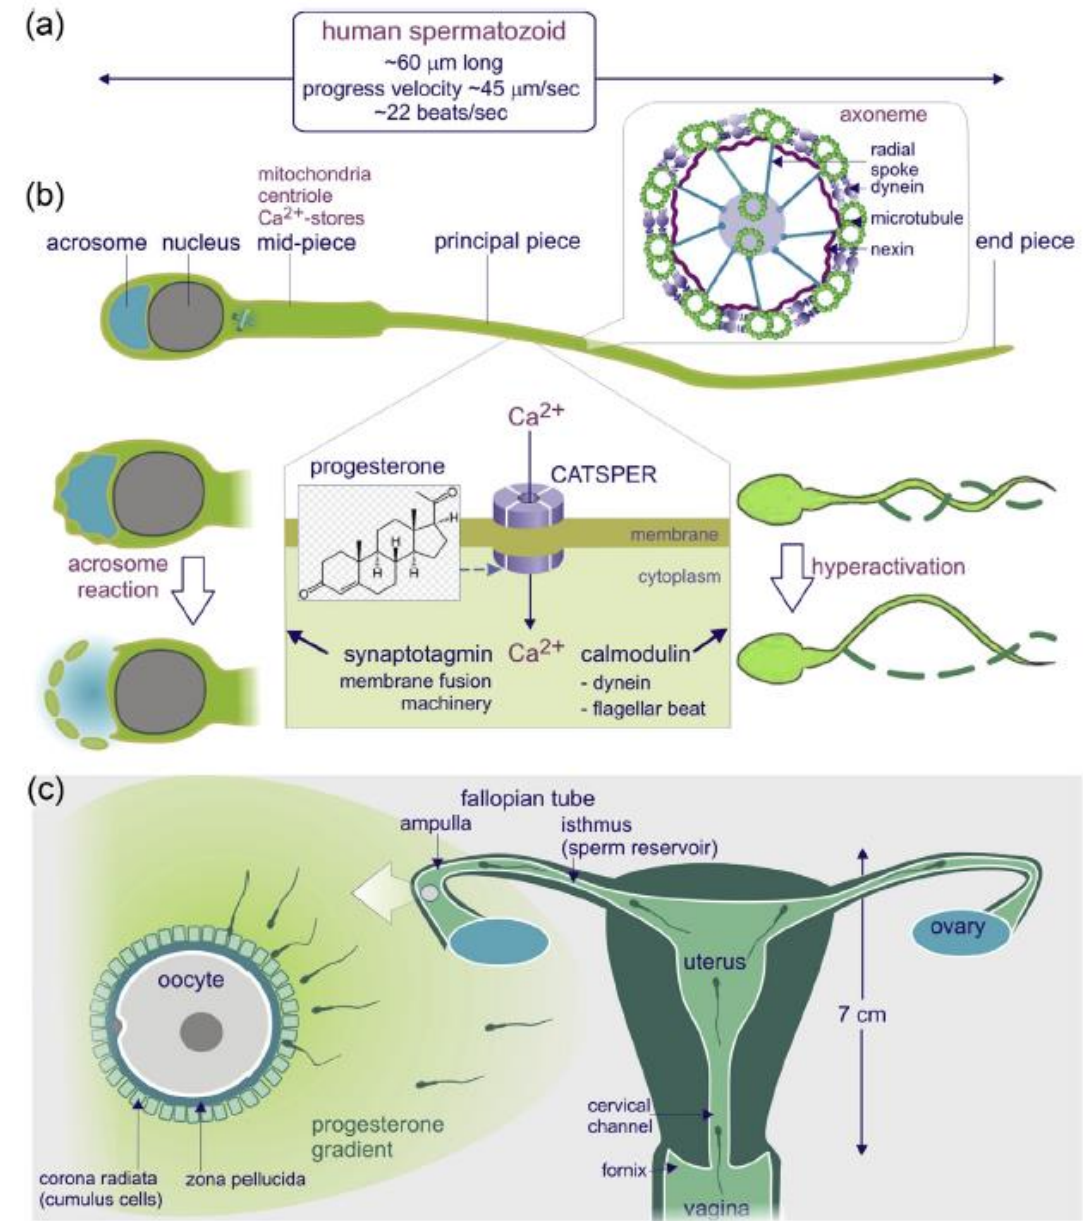 (a)
human spermatozoid
~60 μm long
progress velocity ~45 μm/sec
~22 beats/sec
axoneme
radial
spoke
dynein
microtubule
nexin
(b)
mitochondria
centriole
Ca2+-stores
acrosome nucleus mid-piece
principal piece
end piece
acrosome
reaction
progesterone
O
H
H
H
H
O
Ca2+
CATSPER
membrane
cytoplasm
synaptotagmin
membrane fusion
machinery
Ca2+
calmodulin
- dynein
- flagellar beat
hyperactivation
(c)
fallopian tube
ampulla
isthmus
(sperm reservoir)
oocyte
ovary
uterus
7 cm
cervical
channel
fornix
vagina
progesterone
gradient
corona radiata
(cumulus cells)
zona pellucida